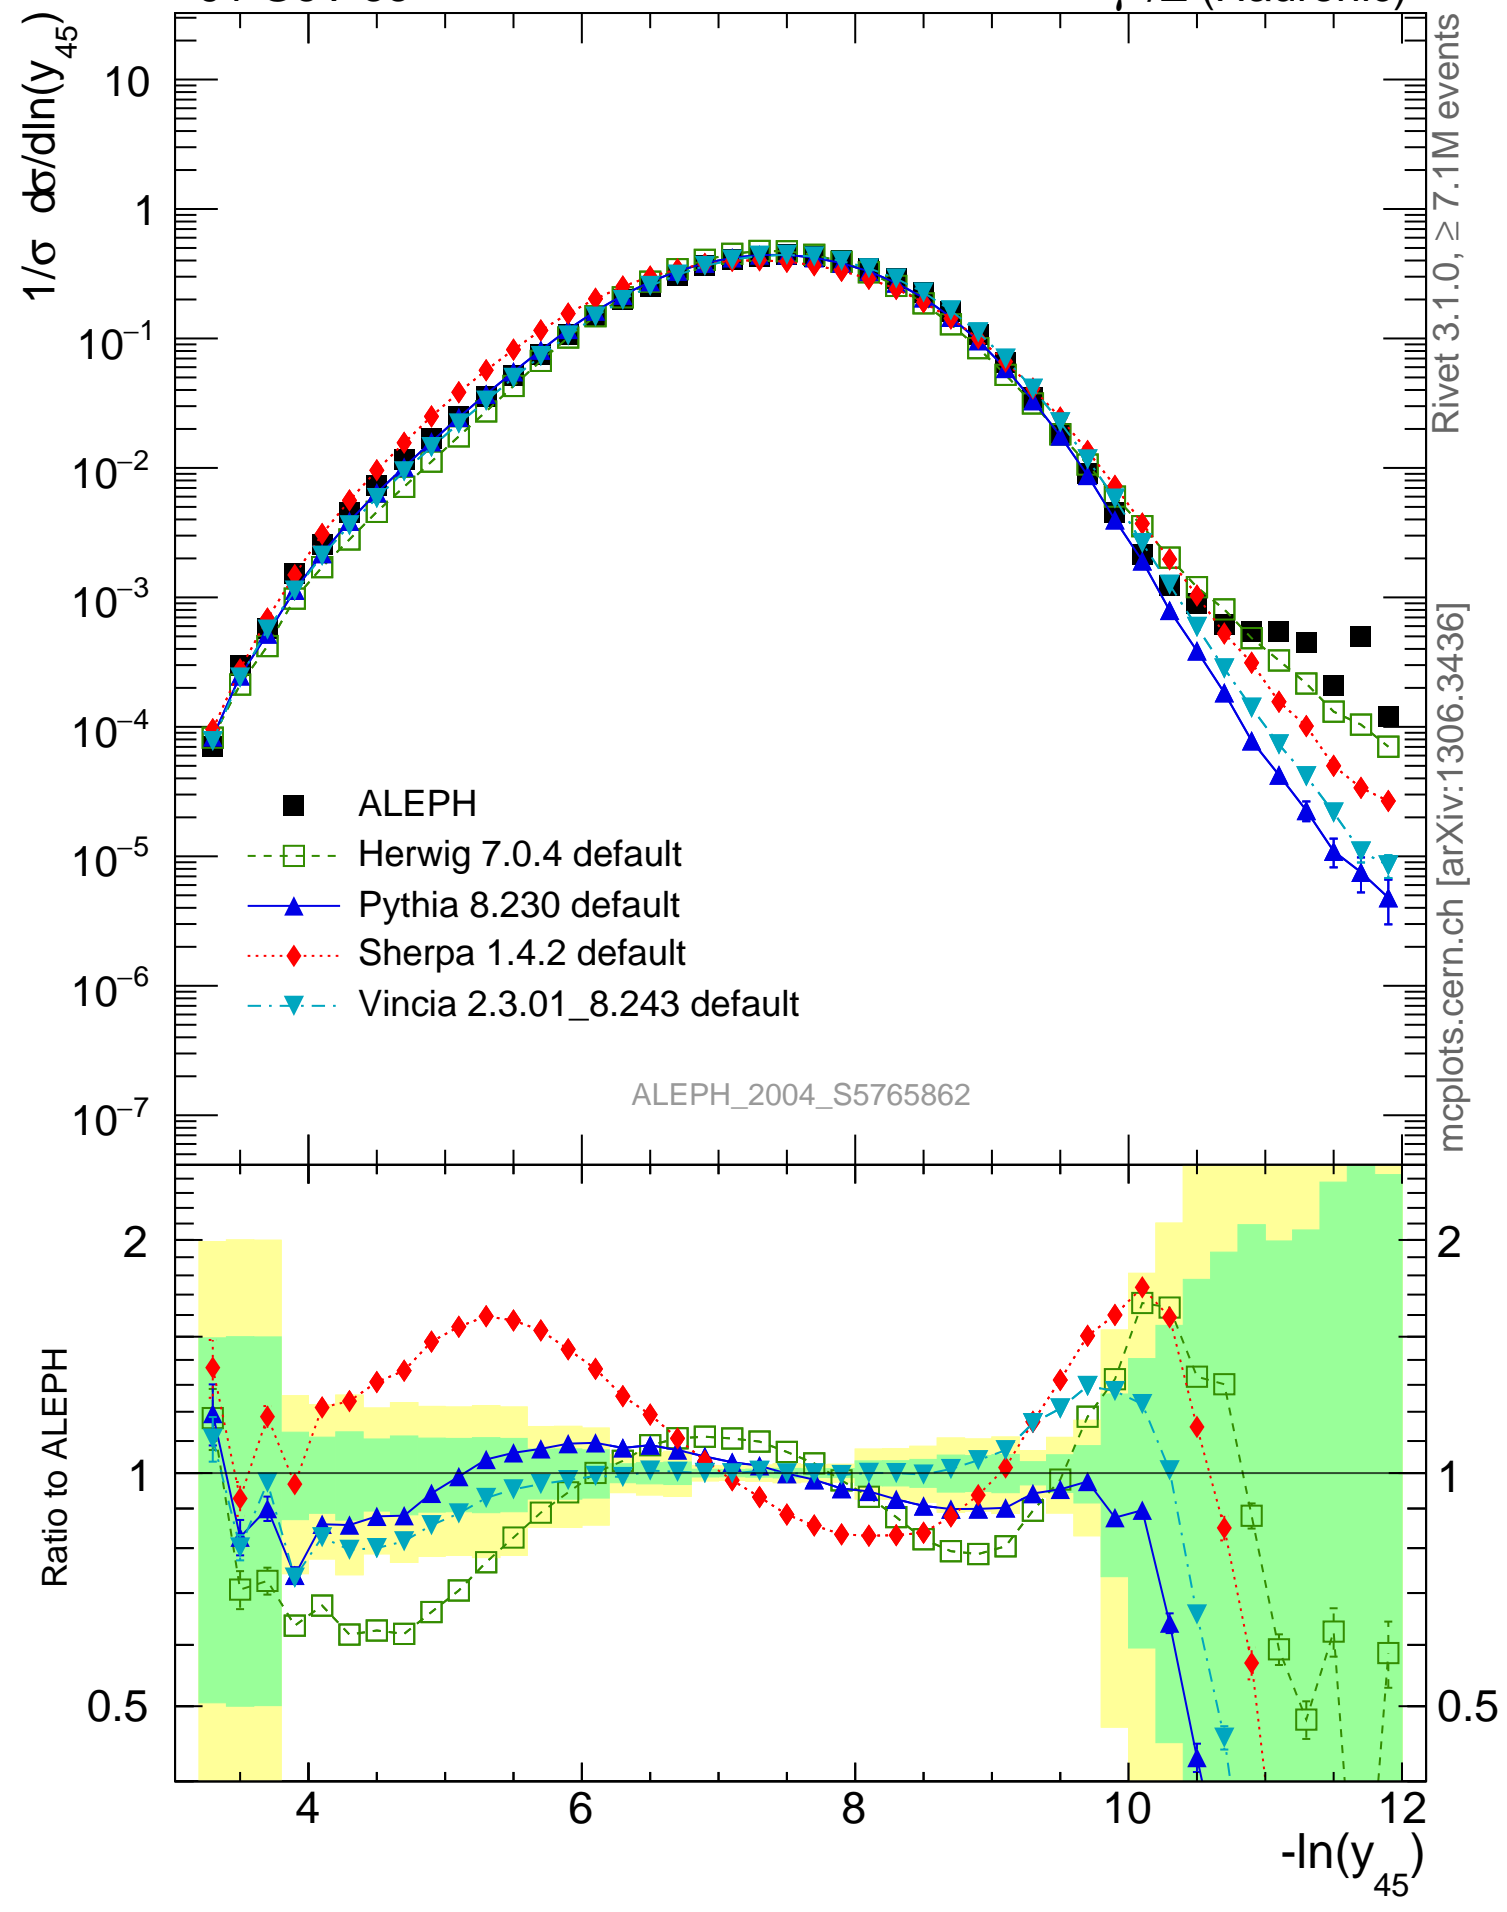 1/σ dσ/dln(y45)
10
1
10−1
10−2
10−3
10−4
10−5
10−6
10−7
ALEPH
Herwig 7.0.4 default
Pythia 8.230 default
Sherpa 1.4.2 default
Vincia 2.3.01_8.243 default
ALEPH_2004_S5765862
Rivet 3.1.0, ≥ 7.1M events
mcplots.cern.ch [arXiv:1306.3436]
Ratio to ALEPH
2
1
0.5
2
1
0.5
4 6 8 10 12
-ln(y45)